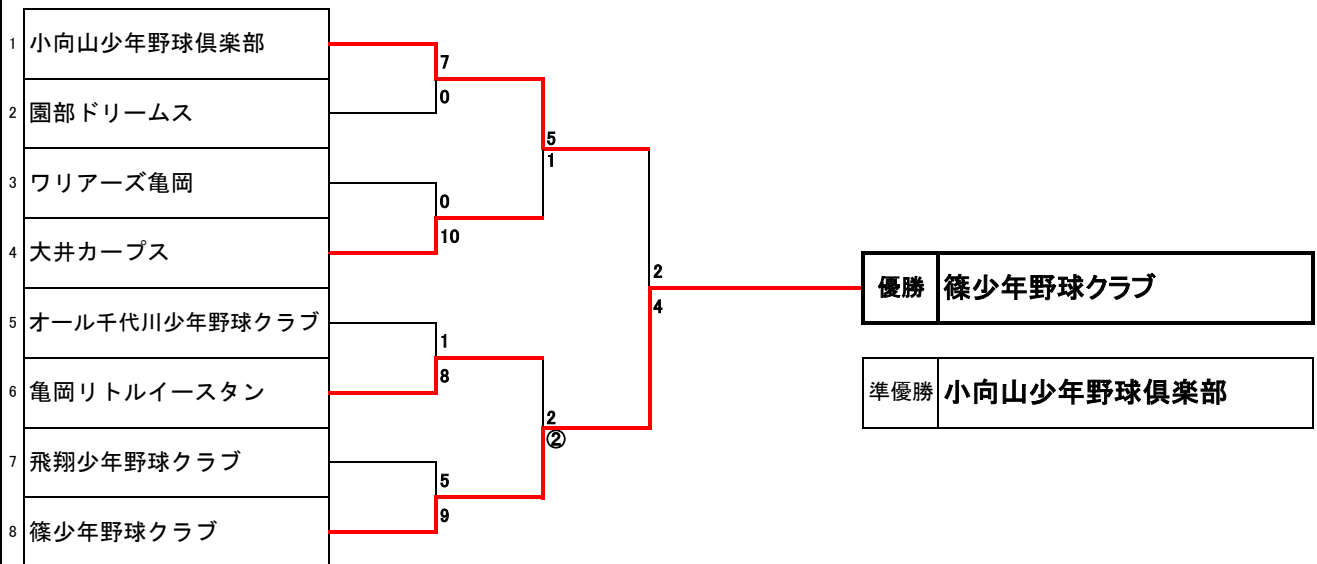 1 小向山少年野球倶楽部
7
0
2 園部ドリームス
5
1
3 ワリアーズ亀岡
0
10
4 大井カープス
2
4
優勝 篠少年野球クラブ
5 オール千代川少年野球クラブ
1
8
6 亀岡リトルイースタン
準優勝 小向山少年野球倶楽部
2
②
7 飛翔少年野球クラブ
5
9
8 篠少年野球クラブ